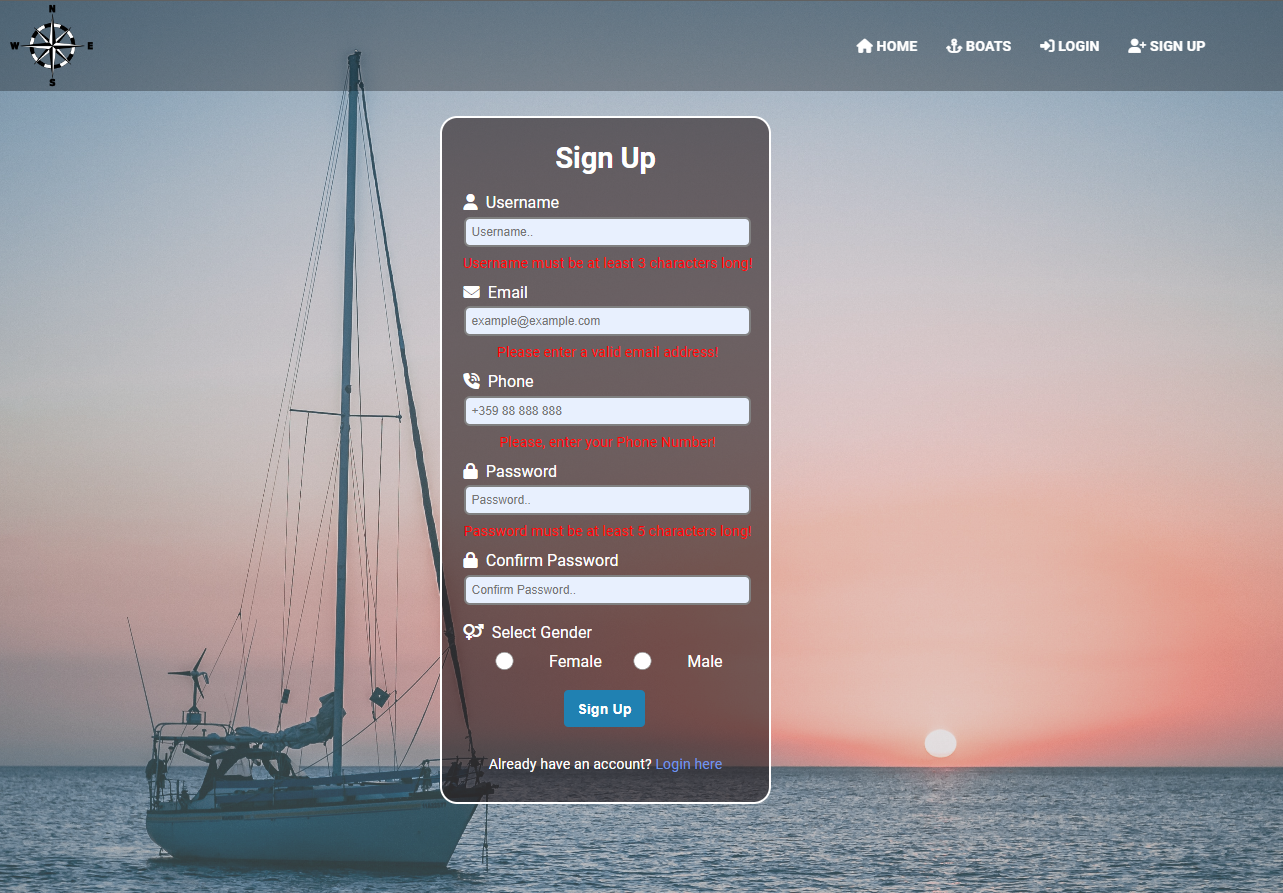 N
W E
S
HOME BOATS LOGIN SIGN UP
Sign Up
Username
Username..
Username must be at least 3 characters long!
Email
example@example.com
Please enter a valid email address!
Phone
+359 88 888 888
Please, enter your Phone Number!
Password
Password..
Password must be at least 5 characters long!
Confirm Password
Confirm Password..
Select Gender
Female Male
Sign Up
Already have an account? Login here